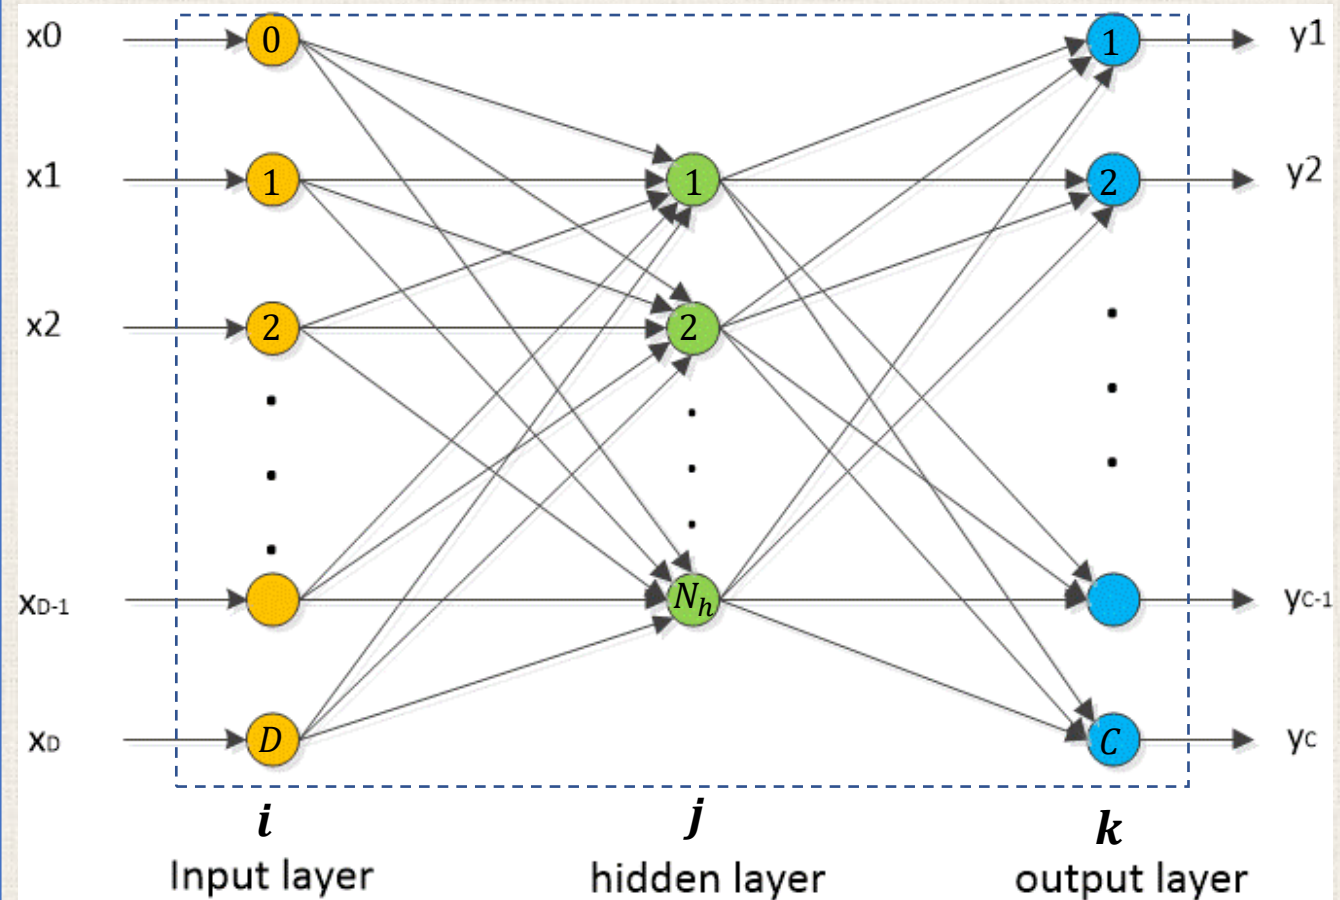 x0 0 1 y1
x1 1 1 2 y2
x2 2 2
xD-1 Nh yC-1
xD D C yC
i j k
Input layer hidden layer output layer